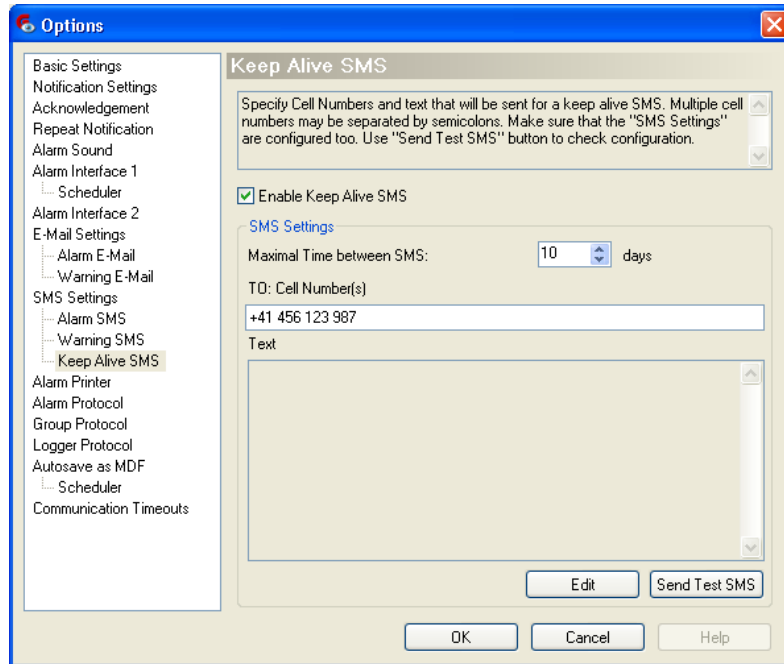 Options
Basic Settings
Notification Settings
Acknowledgement
Repeat Notification
Alarm Sound
Alarm Interface 1
Scheduler
Alarm Interface 2
E-Mail Settings
Alarm E-Mail
Warning E-Mail
SMS Settings
Alarm SMS
Warning SMS
Keep Alive SMS
Alarm Printer
Alarm Protocol
Group Protocol
Logger Protocol
Autosave as MDF
Scheduler
Communication Timeouts
Keep Alive SMS
Specify Cell Numbers and text that will be sent for a keep alive SMS. Multiple cell
numbers may be separated by semicolons. Make sure that the "SMS Settings"
are configured too. Use "Send Test SMS" button to check configuration.
Enable Keep Alive SMS
SMS Settings
Maximal Time between SMS: 10 days
TO: Cell Number(s)
+41 456 123 987
Text
Edit Send Test SMS
OK Cancel Help